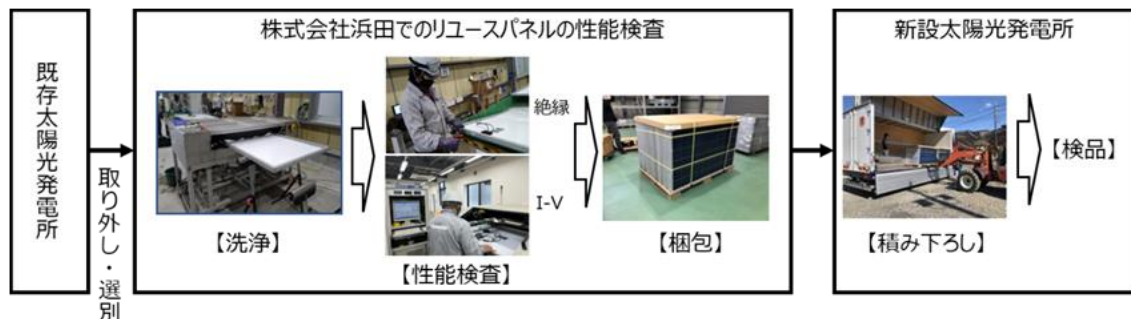 既存太陽光発電所
取り外し・選別
株式会社浜田でのリユースパネルの性能検査
【洗浄】
絶縁
I-V
【性能検査】
【梱包】
新設太陽光発電所
【積み下ろし】
【検品】